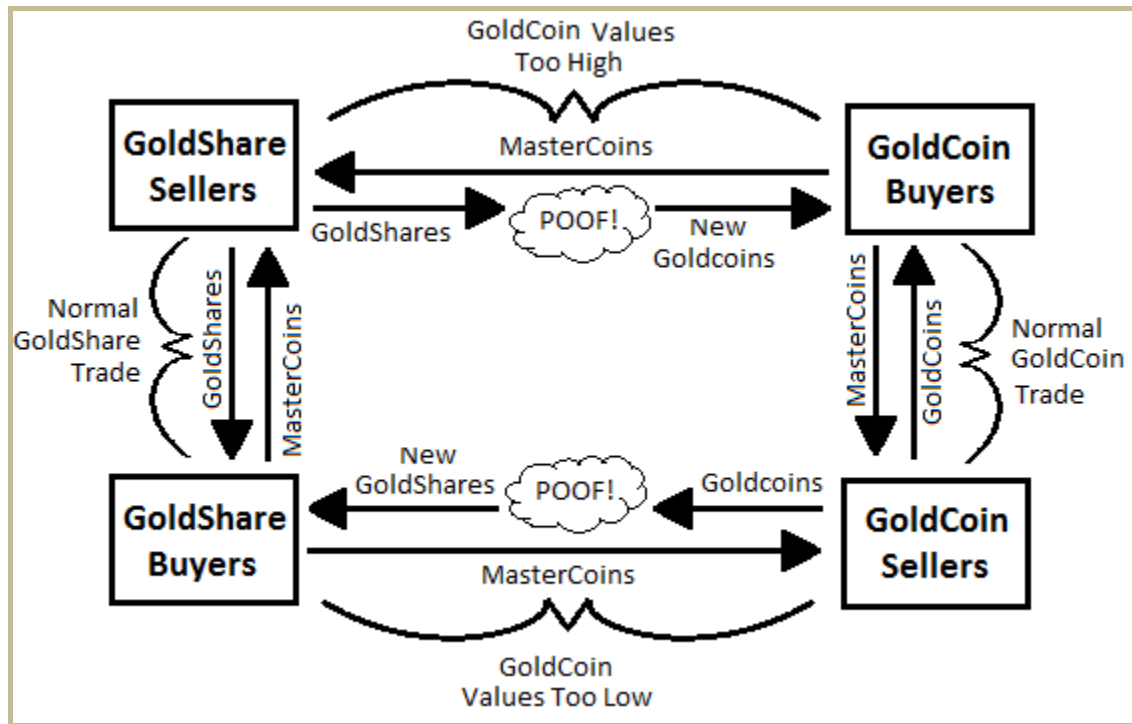 GoldCoin Values
Too High
GoldShare
Sellers
MasterCoins
GoldCoin
Buyers
GoldShares
POOF!
New
Goldcoins
Normal
GoldShare
Trade
GoldShares
MasterCoins
MasterCoins
GoldCoins
Normal
GoldCoin
Trade
GoldShare
Buyers
New
GoldShares
POOF!
Goldcoins
GoldCoin
Sellers
MasterCoins
GoldCoin
Values Too Low